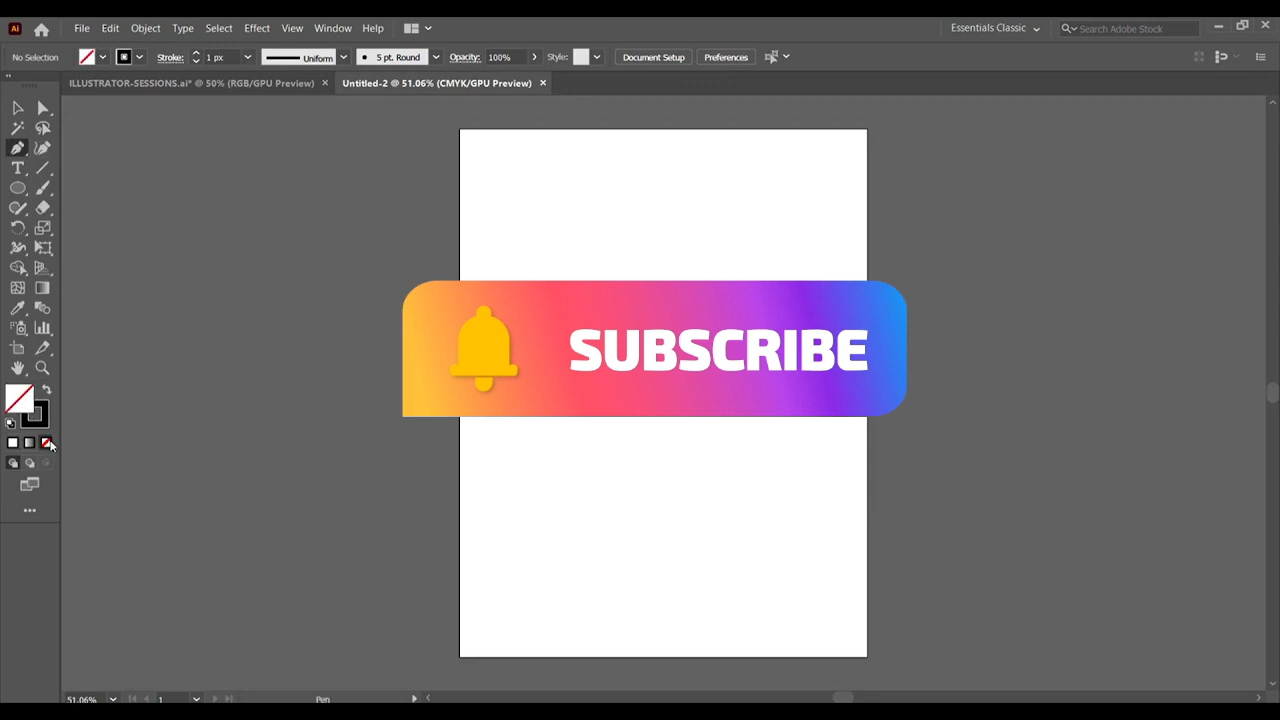 Ai File Edit Object Type Select Effect View Window Help Essentials Classic Search Adobe Stock
No Selection Stroke: 1 px Uniform 5 pt. Round Opacity: 100% Style: Document Setup Preferences
ILLUSTRATOR-SESSIONS.ai* @ 50% (RGB/GPU Preview) × Untitled-2 @ 51.06% (CMYK/GPU Preview) ×
T
SUBSCRIBE
51.06% 1 Pen